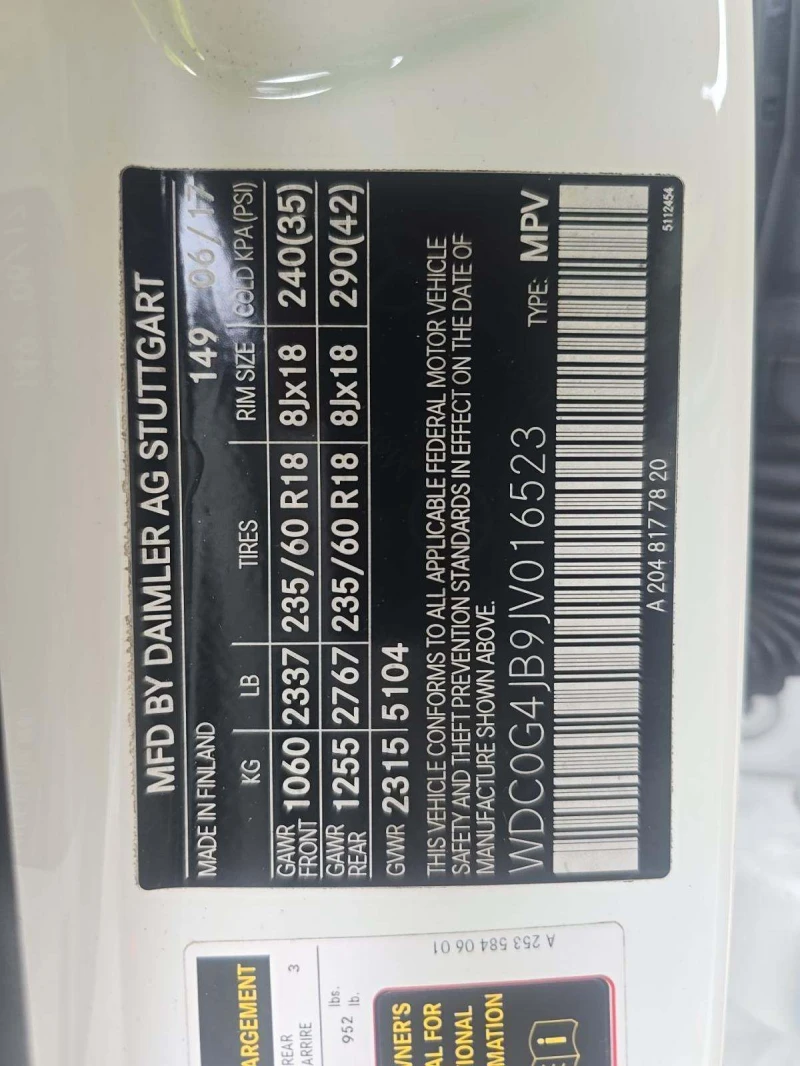 MFD BY DAIMLER AG STUTTGART
MADE IN FINLAND 149 06/17
KG LB TIRES RIM SIZE COLD KPA(PSI)
GAWR FRONT 1060 2337 235/60 R18 8Jx18 240(35)
GAWR REAR 1255 2767 235/60 R18 8Jx18 290(42)
GVWR 2315 5104
THIS VEHICLE CONFORMS TO ALL APPLICABLE FEDERAL MOTOR VEHICLE
SAFETY AND THEFT PREVENTION STANDARDS IN EFFECT ON THE DATE OF
MANUFACTURE SHOWN ABOVE.
WDC0G4JB9JV016523 TYPE: MPV
A 204 817 78 20 5112454
ARGEMENT
REAR 3
ARRIÈRE
lbs.
952 lb.
NER'S
AL FOR
IONAL
MATION
A 253 584 06 01